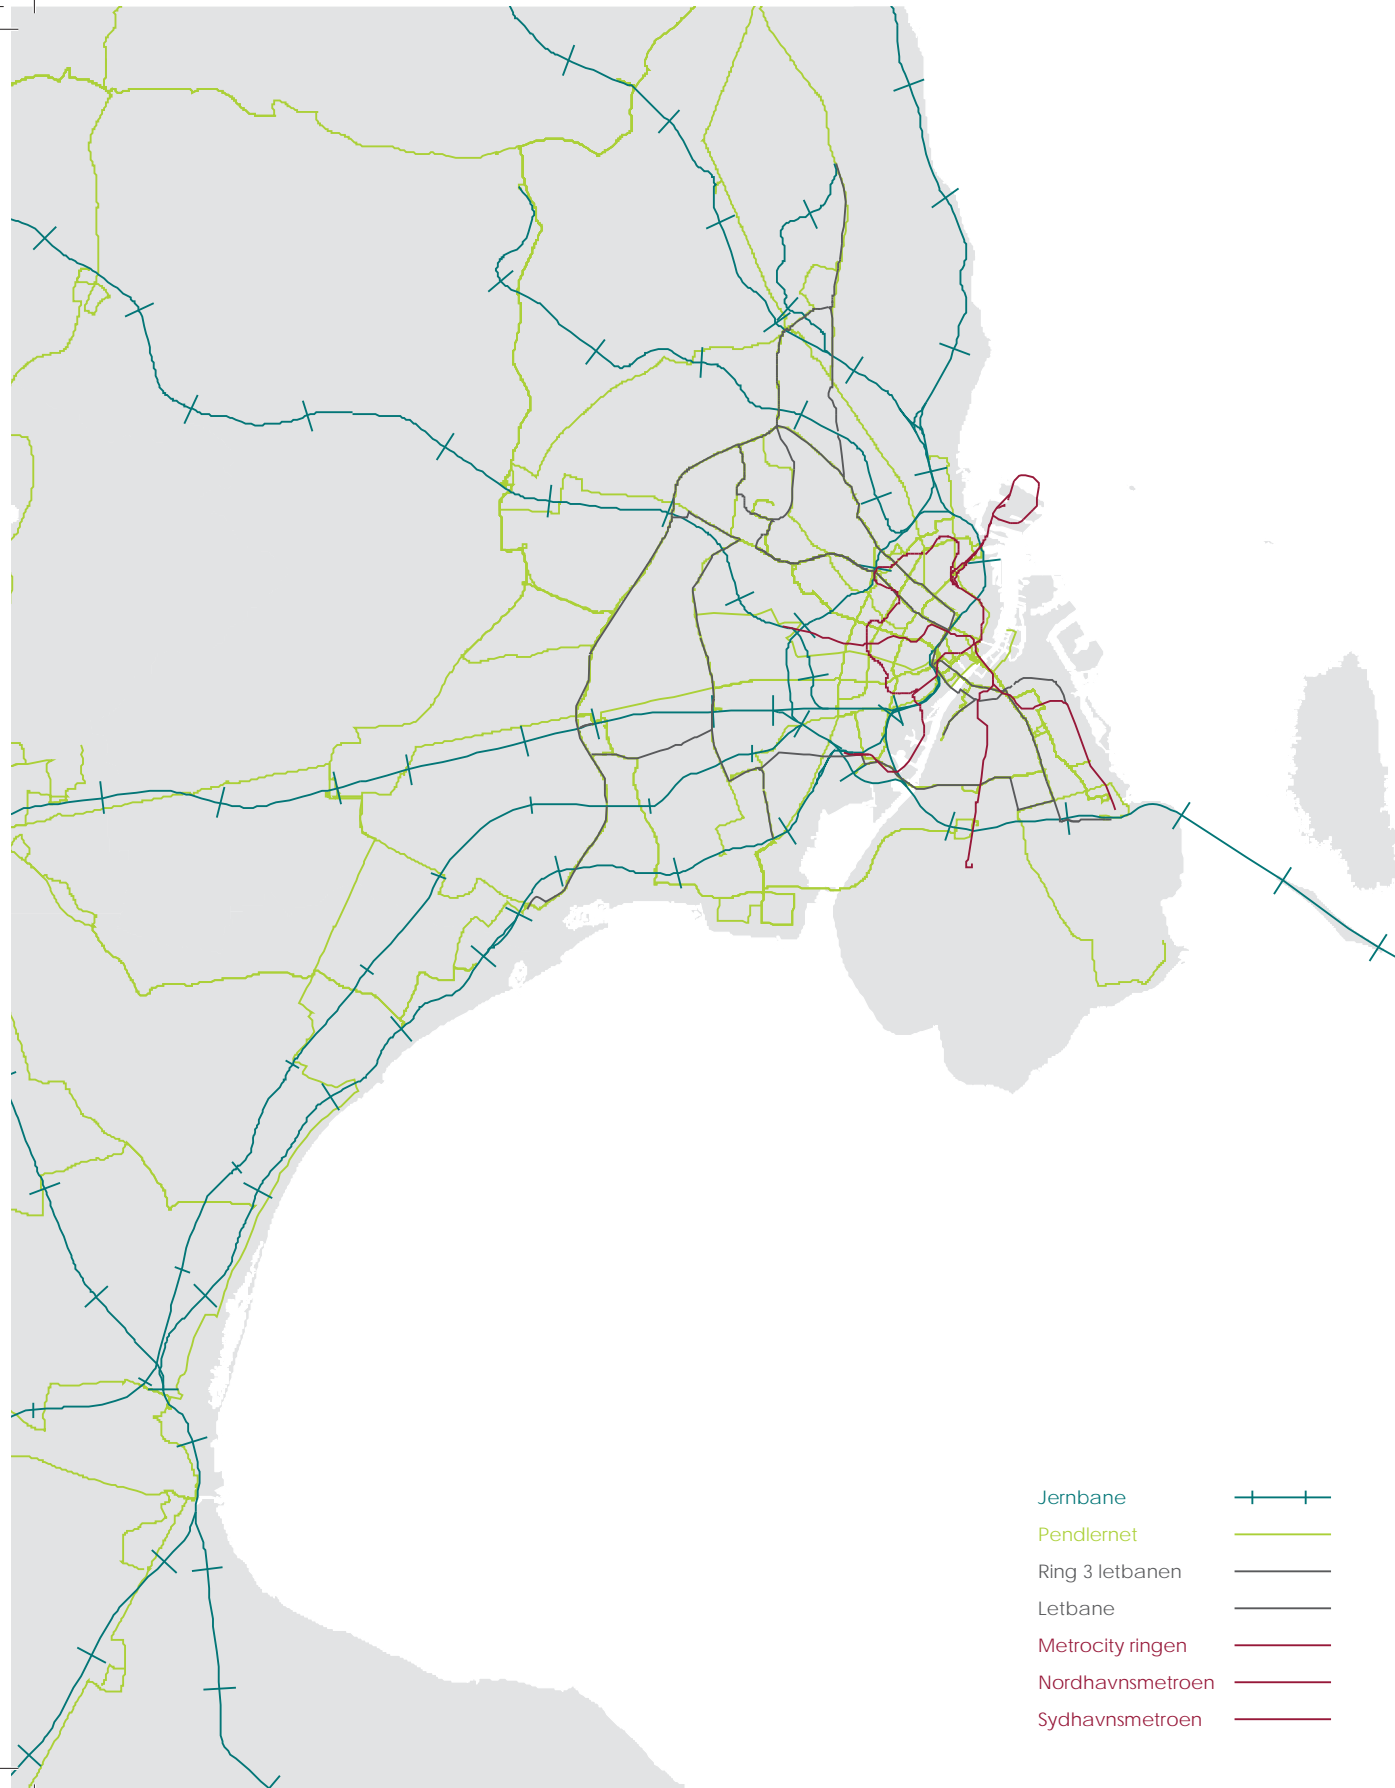 Jernbane
Pendlernet
Ring 3 letbanen
Letbane
Metrocity ringen
Nordhavnsmetroen
Sydhavnsmetroen